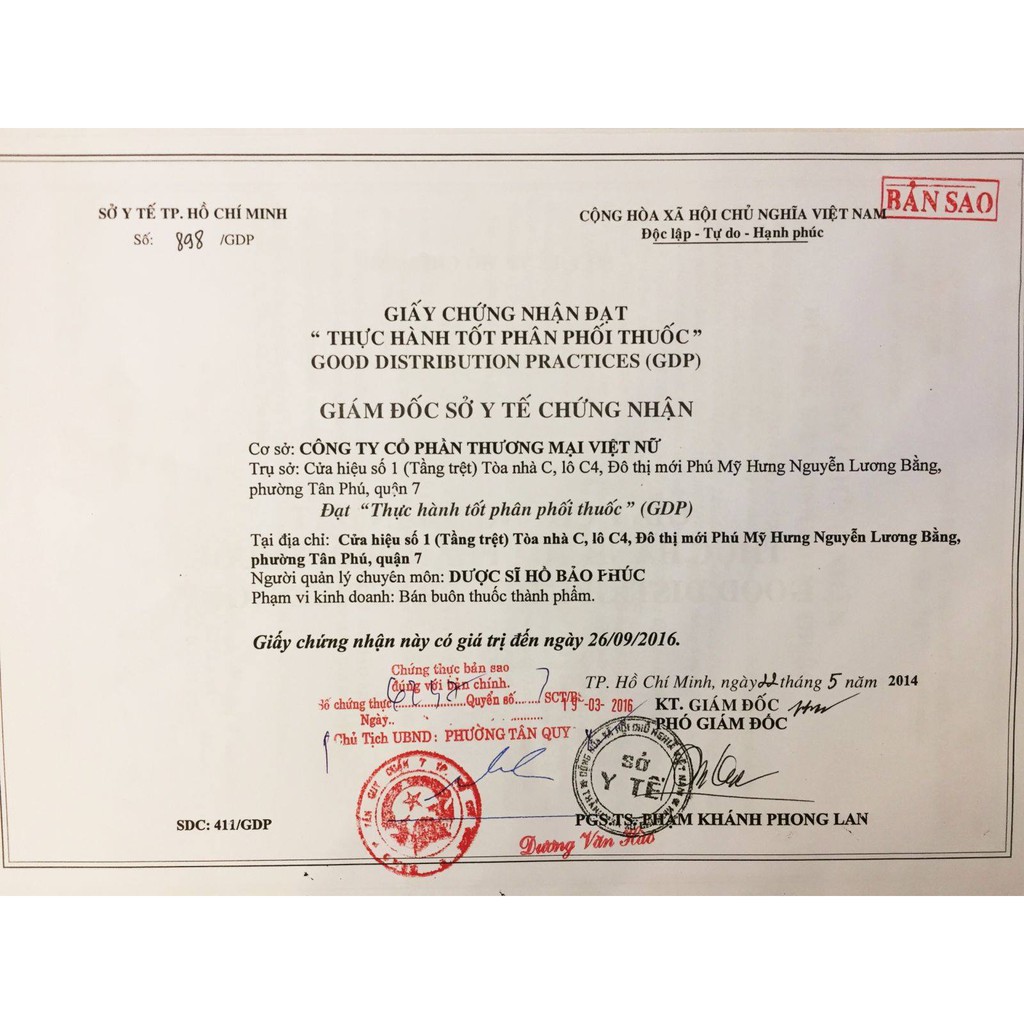 BẢN SAO
SỞ Y TẾ TP. HỒ CHÍ MINH
Số: 898 /GDP
CỘNG HÒA XÃ HỘI CHỦ NGHĨA VIỆT NAM
Độc lập - Tự do - Hạnh phúc
GIẤY CHỨNG NHẬN ĐẠT
“ THỰC HÀNH TỐT PHÂN PHỐI THUỐC ”
GOOD DISTRIBUTION PRACTICES (GDP)
GIÁM ĐỐC SỞ Y TẾ CHỨNG NHẬN
Cơ sở: CÔNG TY CỔ PHẦN THƯƠNG MẠI VIỆT NỮ
Trụ sở: Cửa hiệu số 1 (Tầng trệt) Tòa nhà C, lô C4, Đô thị mới Phú Mỹ Hưng Nguyễn Lương Bằng,
phường Tân Phú, quận 7
Đạt “Thực hành tốt phân phối thuốc” (GDP)
Tại địa chỉ: Cửa hiệu số 1 (Tầng trệt) Tòa nhà C, lô C4, Đô thị mới Phú Mỹ Hưng Nguyễn Lương Bằng,
phường Tân Phú, quận 7
Người quản lý chuyên môn: DƯỢC SĨ HỒ BẢO PHÚC
Phạm vi kinh doanh: Bán buôn thuốc thành phẩm.
Giấy chứng nhận này có giá trị đến ngày 26/09/2016.
Chứng thực bản sao
đúng với bản chính.
Số chứng thực Quyển số 7 SCT/BS
Ngày 19-03-2016
Chủ Tịch UBND: PHƯỜNG TÂN QUY
TP. Hồ Chí Minh, ngày 22 tháng 5 năm 2014
KT. GIÁM ĐỐC
PHÓ GIÁM ĐỐC
SỞ
Y TẾ
SDC: 411/GDP
PGS.TS. PHẠM KHÁNH PHONG LAN
Dương Văn Hào